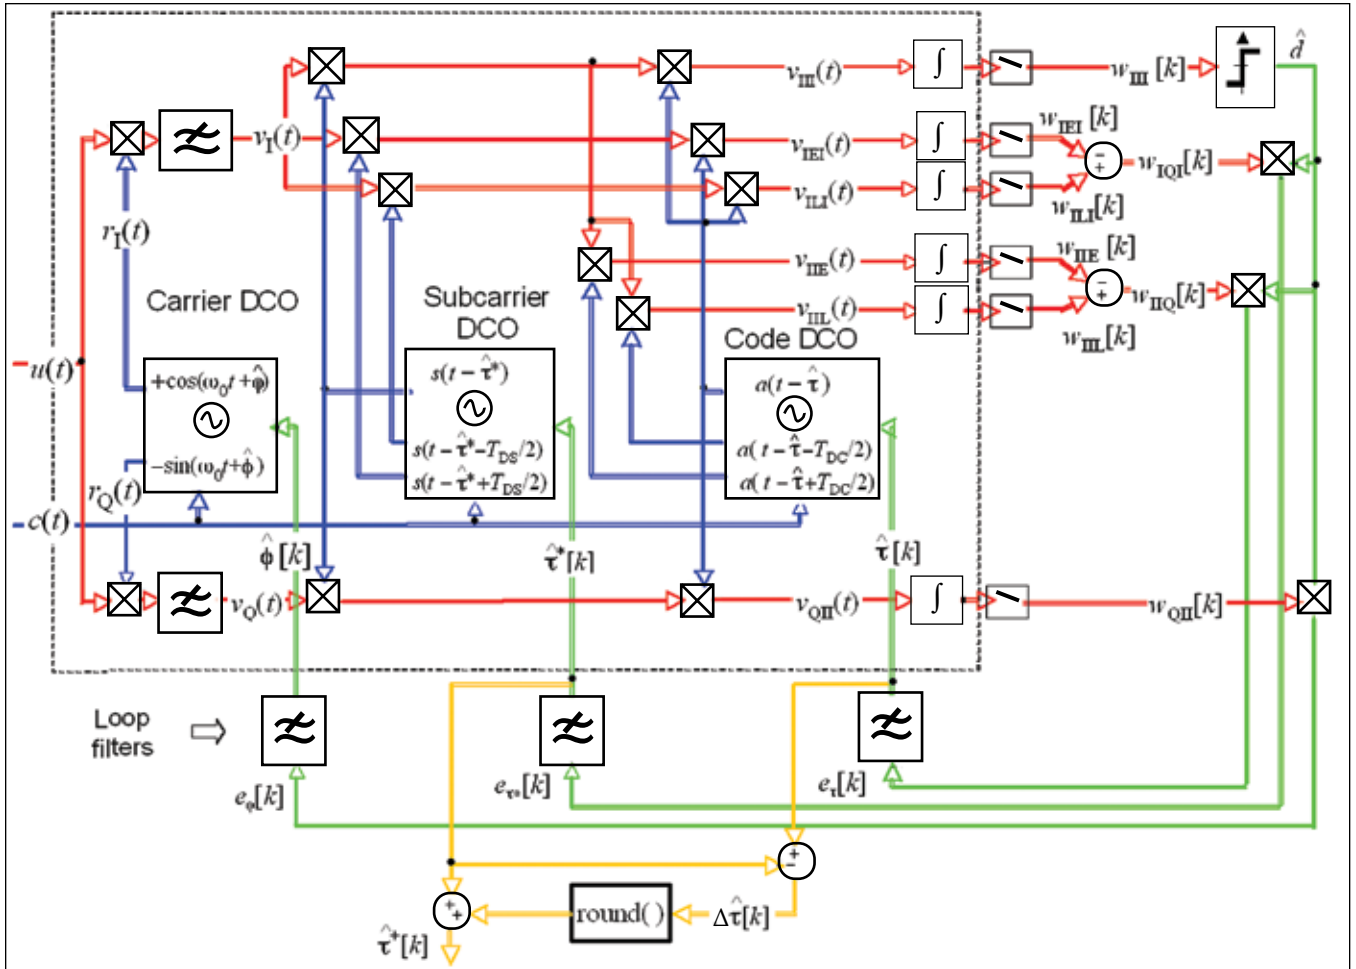 v_III(t)
w_III[k]
d̂
v_I(t)
v_IEI(t)
w_IEI[k]
−
+
w_IQI[k]
v_ILI(t)
w_ILI[k]
r_I(t)
v_IIE(t)
w_IIE[k]
−
+
w_IIQ[k]
v_IIL(t)
w_IIL[k]
Carrier DCO
Subcarrier
DCO
Code DCO
u(t)
+cos(ω₀t+φ̂)
−sin(ω₀t+ϕ̂)
s(t−τ̂*)
s(t−τ̂*−T_DS/2)
s(t−τ̂*+T_DS/2)
a(t−τ̂)
a(t−τ̂−T_DC/2)
a(t−τ̂+T_DC/2)
r_Q(t)
c(t)
ϕ̂[k]
τ̂*[k]
τ̂[k]
v_Q(t)
v_QII(t)
w_QII[k]
Loop
filters
e_φ[k]
e_τ*[k]
e_τ[k]
+
−
+
+
round( )
Δτ̂[k]
τ̂⁺[k]